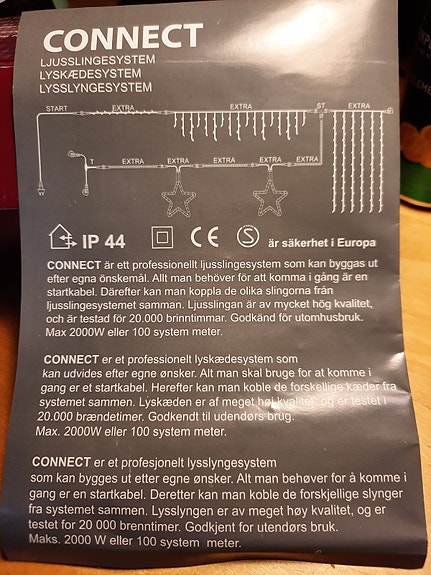 CONNECT
LJUSSLINGESYSTEM
LYSKÆDESYSTEM
LYSSLYNGESYSTEM
START EXTRA EXTRA ST EXTRA
T EXTRA EXTRA EXTRA EXTRA
IP 44 CE S är säkerhet i Europa
CONNECT är ett professionellt ljusslingesystem som kan byggas ut
efter egna önskemål. Allt man behöver för att komma i gång är en
startkabel. Därefter kan man koppla de olika slingorna från
ljusslingesystemet samman. Ljusslingan är av mycket hög kvalitet,
och är testad för 20.000 brinntimmar. Godkänd för utomhusbruk.
Max 2000W eller 100 system meter.
CONNECT er et professionelt lyskædesystem som
kan udvides efter egne ønsker. Alt man skal bruge for at komme i
gang er et startkabel. Herefter kan man koble de forskellige kæder fra
systemet samman. Lyskæden er af meget høj kvalitet, og er testet i
20.000 brændetimer. Godkendt til udendørs brug.
Max. 2000W eller 100 system meter.
CONNECT er et profesjonelt lysslyngesystem
som kan bygges ut etter egne ønsker. Alt man behøver for å komme i
gang er en startkabel. Deretter kan man koble de forskjellige slynger
fra systemet sammen. Lysslyngen er av meget høy kvalitet, og er
testet for 20 000 brenntimer. Godkjent for utendørs bruk.
Maks. 2000 W eller 100 system meter.